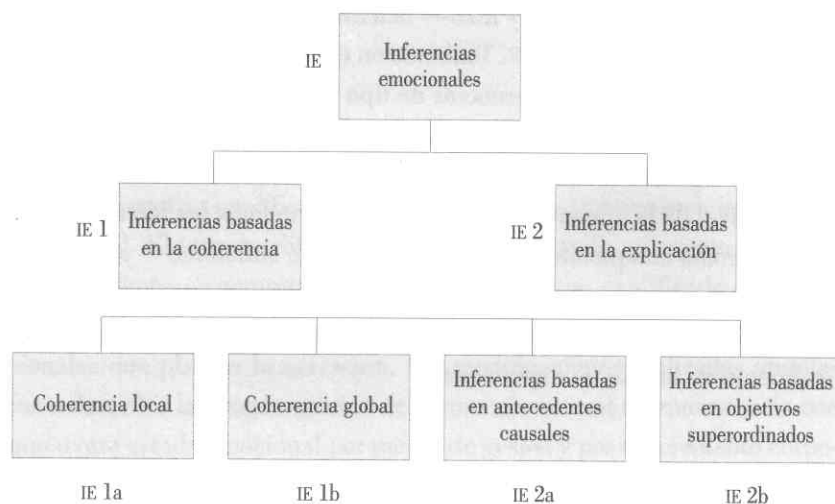 IE
Inferencias
emocionales
IE 1
Inferencias basadas
en la coherencia
IE 2
Inferencias basadas
en la explicación
Coherencia local
Coherencia global
Inferencias basadas
en antecedentes
causales
Inferencias basadas
en objetivos
superordinados
IE 1a
IE 1b
IE 2a
IE 2b